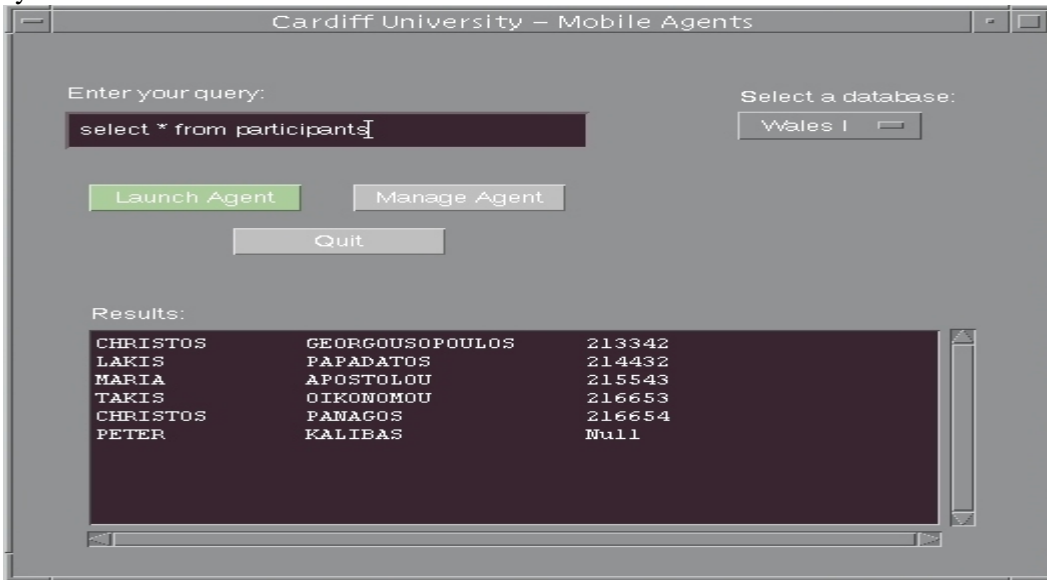 Cardiff University – Mobile Agents
Enter your query:
Select a database:
select * from participants
Wales I
Launch Agent
Manage Agent
Quit
Results:
CHRISTOS GEORGOUSOPOULOS 213342
LAKIS PAPADATOS 214432
MARIA APOSTOLOU 215543
TAKIS OIKONOMOU 216653
CHRISTOS PANAGOS 216654
PETER KALIBAS Null